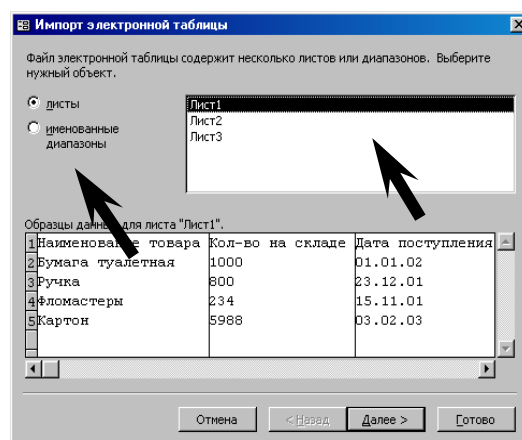 Импорт электронной таблицы
Файл электронной таблицы содержит несколько листов или диапазонов. Выберите
нужный объект.
листы
именованные
диапазоны
Лист1
Лист2
Лист3
Образцы данных для листа "Лист1".
1 Наименование товара Кол-во на складе Дата поступления
2 Бумага туалетная 1000 01.01.02
3 Ручка 800 23.12.01
4 Фломастеры 234 15.11.01
5 Картон 5988 03.02.03
Отмена < Назад Далее > Готово